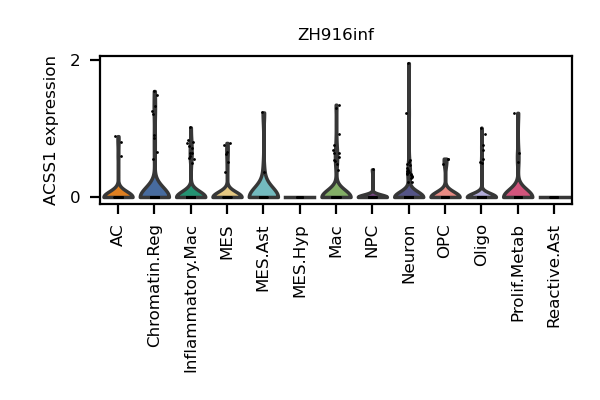 ZH916inf
ACSS1 expression
2
0
AC
Chromatin.Reg
Inflammatory.Mac
MES
MES.Ast
MES.Hyp
Mac
NPC
Neuron
OPC
Oligo
Prolif.Metab
Reactive.Ast